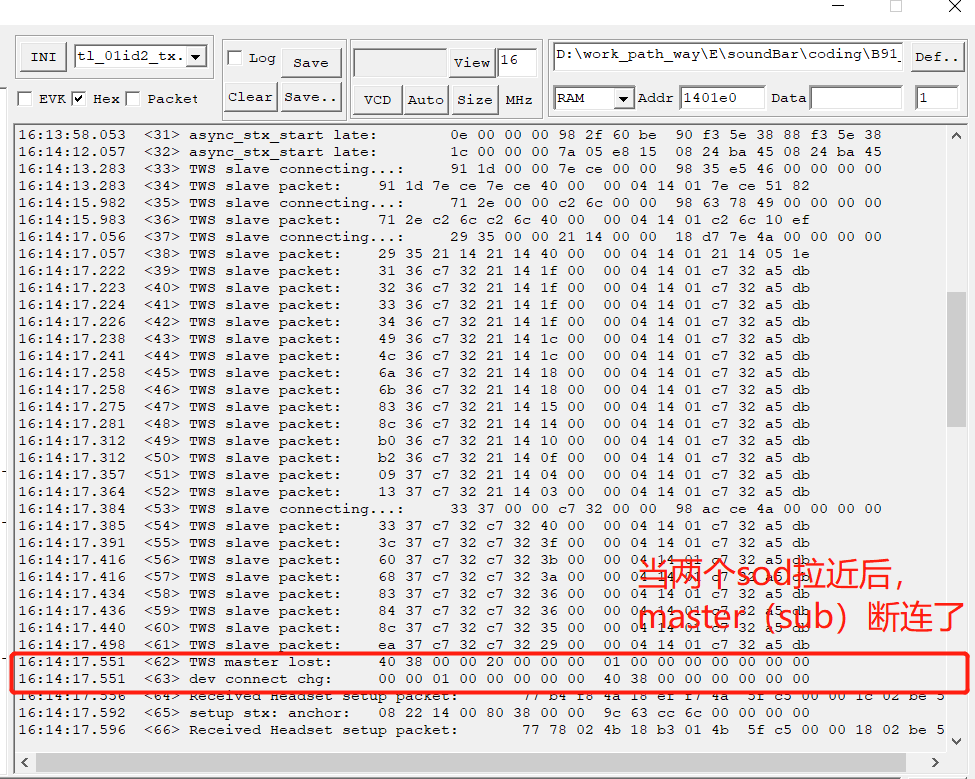 INI tl_01id2_tx. Log Save View 16 D:\work_path_way\E\soundBar\coding\B91_ Def..
EVK Hex Packet Clear Save.. VCD Auto Size MHz RAM Addr 1401e0 Data 1
16:13:58.053 <31> async_stx_start late: 0e 00 00 00 98 2f 60 be 90 f3 5e 38 88 f3 5e 38
16:14:12.057 <32> async_stx_start late: 1c 00 00 00 7a 05 e8 15 08 24 ba 45 08 24 ba 45
16:14:13.283 <33> TWS slave connecting...: 91 1d 00 00 7e ce 00 00 98 35 e5 46 00 00 00 00
16:14:13.283 <34> TWS slave packet: 91 1d 7e ce 7e ce 40 00 00 04 14 01 7e ce 51 82
16:14:15.982 <35> TWS slave connecting...: 71 2e 00 00 c2 6c 00 00 98 63 78 49 00 00 00 00
16:14:15.983 <36> TWS slave packet: 71 2e c2 6c c2 6c 40 00 00 04 14 01 c2 6c 10 ef
16:14:17.056 <37> TWS slave connecting...: 29 35 00 00 21 14 00 00 18 d7 7e 4a 00 00 00 00
16:14:17.057 <38> TWS slave packet: 29 35 21 14 21 14 40 00 00 04 14 01 21 14 05 1e
16:14:17.222 <39> TWS slave packet: 31 36 c7 32 21 14 1f 00 00 04 14 01 c7 32 a5 db
16:14:17.223 <40> TWS slave packet: 32 36 c7 32 21 14 1f 00 00 04 14 01 c7 32 a5 db
16:14:17.224 <41> TWS slave packet: 33 36 c7 32 21 14 1f 00 00 04 14 01 c7 32 a5 db
16:14:17.226 <42> TWS slave packet: 34 36 c7 32 21 14 1f 00 00 04 14 01 c7 32 a5 db
16:14:17.238 <43> TWS slave packet: 49 36 c7 32 21 14 1c 00 00 04 14 01 c7 32 a5 db
16:14:17.241 <44> TWS slave packet: 4c 36 c7 32 21 14 1c 00 00 04 14 01 c7 32 a5 db
16:14:17.258 <45> TWS slave packet: 6a 36 c7 32 21 14 18 00 00 04 14 01 c7 32 a5 db
16:14:17.258 <46> TWS slave packet: 6b 36 c7 32 21 14 18 00 00 04 14 01 c7 32 a5 db
16:14:17.275 <47> TWS slave packet: 83 36 c7 32 21 14 15 00 00 04 14 01 c7 32 a5 db
16:14:17.281 <48> TWS slave packet: 8c 36 c7 32 21 14 14 00 00 04 14 01 c7 32 a5 db
16:14:17.312 <49> TWS slave packet: b0 36 c7 32 21 14 10 00 00 04 14 01 c7 32 a5 db
16:14:17.312 <50> TWS slave packet: b2 36 c7 32 21 14 0f 00 00 04 14 01 c7 32 a5 db
16:14:17.357 <51> TWS slave packet: 09 37 c7 32 21 14 04 00 00 04 14 01 c7 32 a5 db
16:14:17.364 <52> TWS slave packet: 13 37 c7 32 21 14 03 00 00 04 14 01 c7 32 a5 db
16:14:17.384 <53> TWS slave connecting...: 33 37 00 00 c7 32 00 00 98 ac ce 4a 00 00 00 00
16:14:17.385 <54> TWS slave packet: 33 37 c7 32 c7 32 40 00 00 04 14 01 c7 32 a5 db
16:14:17.391 <55> TWS slave packet: 3c 37 c7 32 c7 32 3f 00 00 04 14 01 c7 32 a5 db
16:14:17.416 <56> TWS slave packet: 60 37 c7 32 c7 32 3b 00 00 04 14 01 c7 32 a5 db
16:14:17.416 <57> TWS slave packet: 68 37 c7 32 c7 32 3a 00 00 04 14 01 c7 32 a5 db
当两个sod拉近后，
16:14:17.434 <58> TWS slave packet: 83 37 c7 32 c7 32 36 00 00 04 14 01 c7 32 a5 db
16:14:17.436 <59> TWS slave packet: 84 37 c7 32 c7 32 36 00 00 04 14 01 c7 32 a5 db
master（sub）断连了
16:14:17.440 <60> TWS slave packet: 8c 37 c7 32 c7 32 35 00 00 04 14 01 c7 32 a5 db
16:14:17.498 <61> TWS slave packet: ea 37 c7 32 c7 32 29 00 00 04 14 01 c7 32 a5 db
16:14:17.551 <62> TWS master lost: 40 38 00 00 20 00 00 00 01 00 00 00 00 00 00 00
16:14:17.551 <63> dev connect chg: 00 00 01 00 00 00 00 00 40 38 00 00 00 00 00 00
16:14:17.556 <64> Received Headset setup packet: 77 b4 f8 4a 18 ef f7 4a 5f c5 00 00 1c 02 be 5
16:14:17.592 <65> setup stx: anchor: 08 22 14 00 80 38 00 00 9c 63 cc 6c 00 00 00 00
16:14:17.596 <66> Received Headset setup packet: 77 78 02 4b 18 b3 01 4b 5f c5 00 00 18 02 be 5